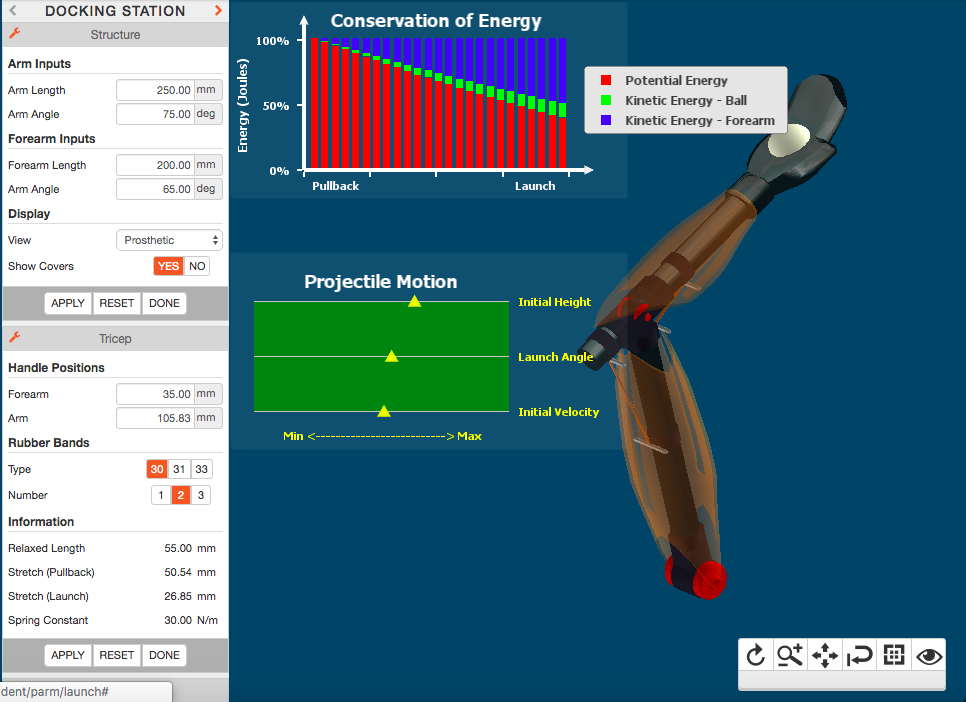 DOCKING STATION
Structure
Arm Inputs
Arm Length 250.00 mm
Arm Angle 75.00 deg
Forearm Inputs
Forearm Length 200.00 mm
Arm Angle 65.00 deg
Display
View Prosthetic
Show Covers YES NO
APPLY RESET DONE
Tricep
Handle Positions
Forearm 35.00 mm
Arm 105.83 mm
Rubber Bands
Type 30 31 33
Number 1 2 3
Information
Relaxed Length 55.00 mm
Stretch (Pullback) 50.54 mm
Stretch (Launch) 26.85 mm
Spring Constant 30.00 N/m
APPLY RESET DONE
dent/parm/launch#
Conservation of Energy
Energy (Joules)
100%
50%
0%
Pullback Launch
Potential Energy
Kinetic Energy - Ball
Kinetic Energy - Forearm
Projectile Motion
Initial Height
Launch Angle
Initial Velocity
Min <--------------------------> Max